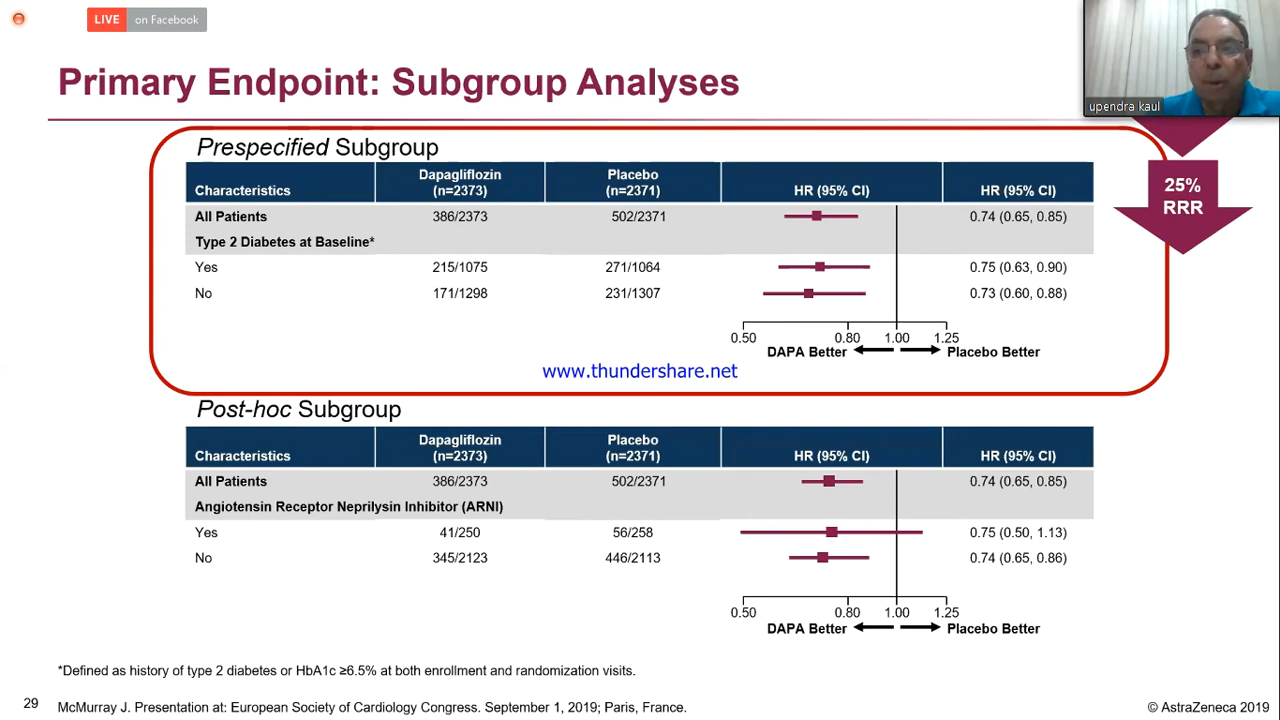 LIVE on Facebook
Primary Endpoint: Subgroup Analyses
upendra kaul
25%
RRR
Prespecified Subgroup
Characteristics Dapagliflozin (n=2373) Placebo (n=2371) HR (95% CI) HR (95% CI)
All Patients 386/2373 502/2371 0.74 (0.65, 0.85)
Type 2 Diabetes at Baseline*
Yes 215/1075 271/1064 0.75 (0.63, 0.90)
No 171/1298 231/1307 0.73 (0.60, 0.88)
0.50 0.80 1.00 1.25
DAPA Better Placebo Better
www.thundershare.net
Post-hoc Subgroup
Characteristics Dapagliflozin (n=2373) Placebo (n=2371) HR (95% CI) HR (95% CI)
All Patients 386/2373 502/2371 0.74 (0.65, 0.85)
Angiotensin Receptor Neprilysin Inhibitor (ARNI)
Yes 41/250 56/258 0.75 (0.50, 1.13)
No 345/2123 446/2113 0.74 (0.65, 0.86)
0.50 0.80 1.00 1.25
DAPA Better Placebo Better
*Defined as history of type 2 diabetes or HbA1c ≥6.5% at both enrollment and randomization visits.
29 McMurray J. Presentation at: European Society of Cardiology Congress. September 1, 2019; Paris, France. © AstraZeneca 2019